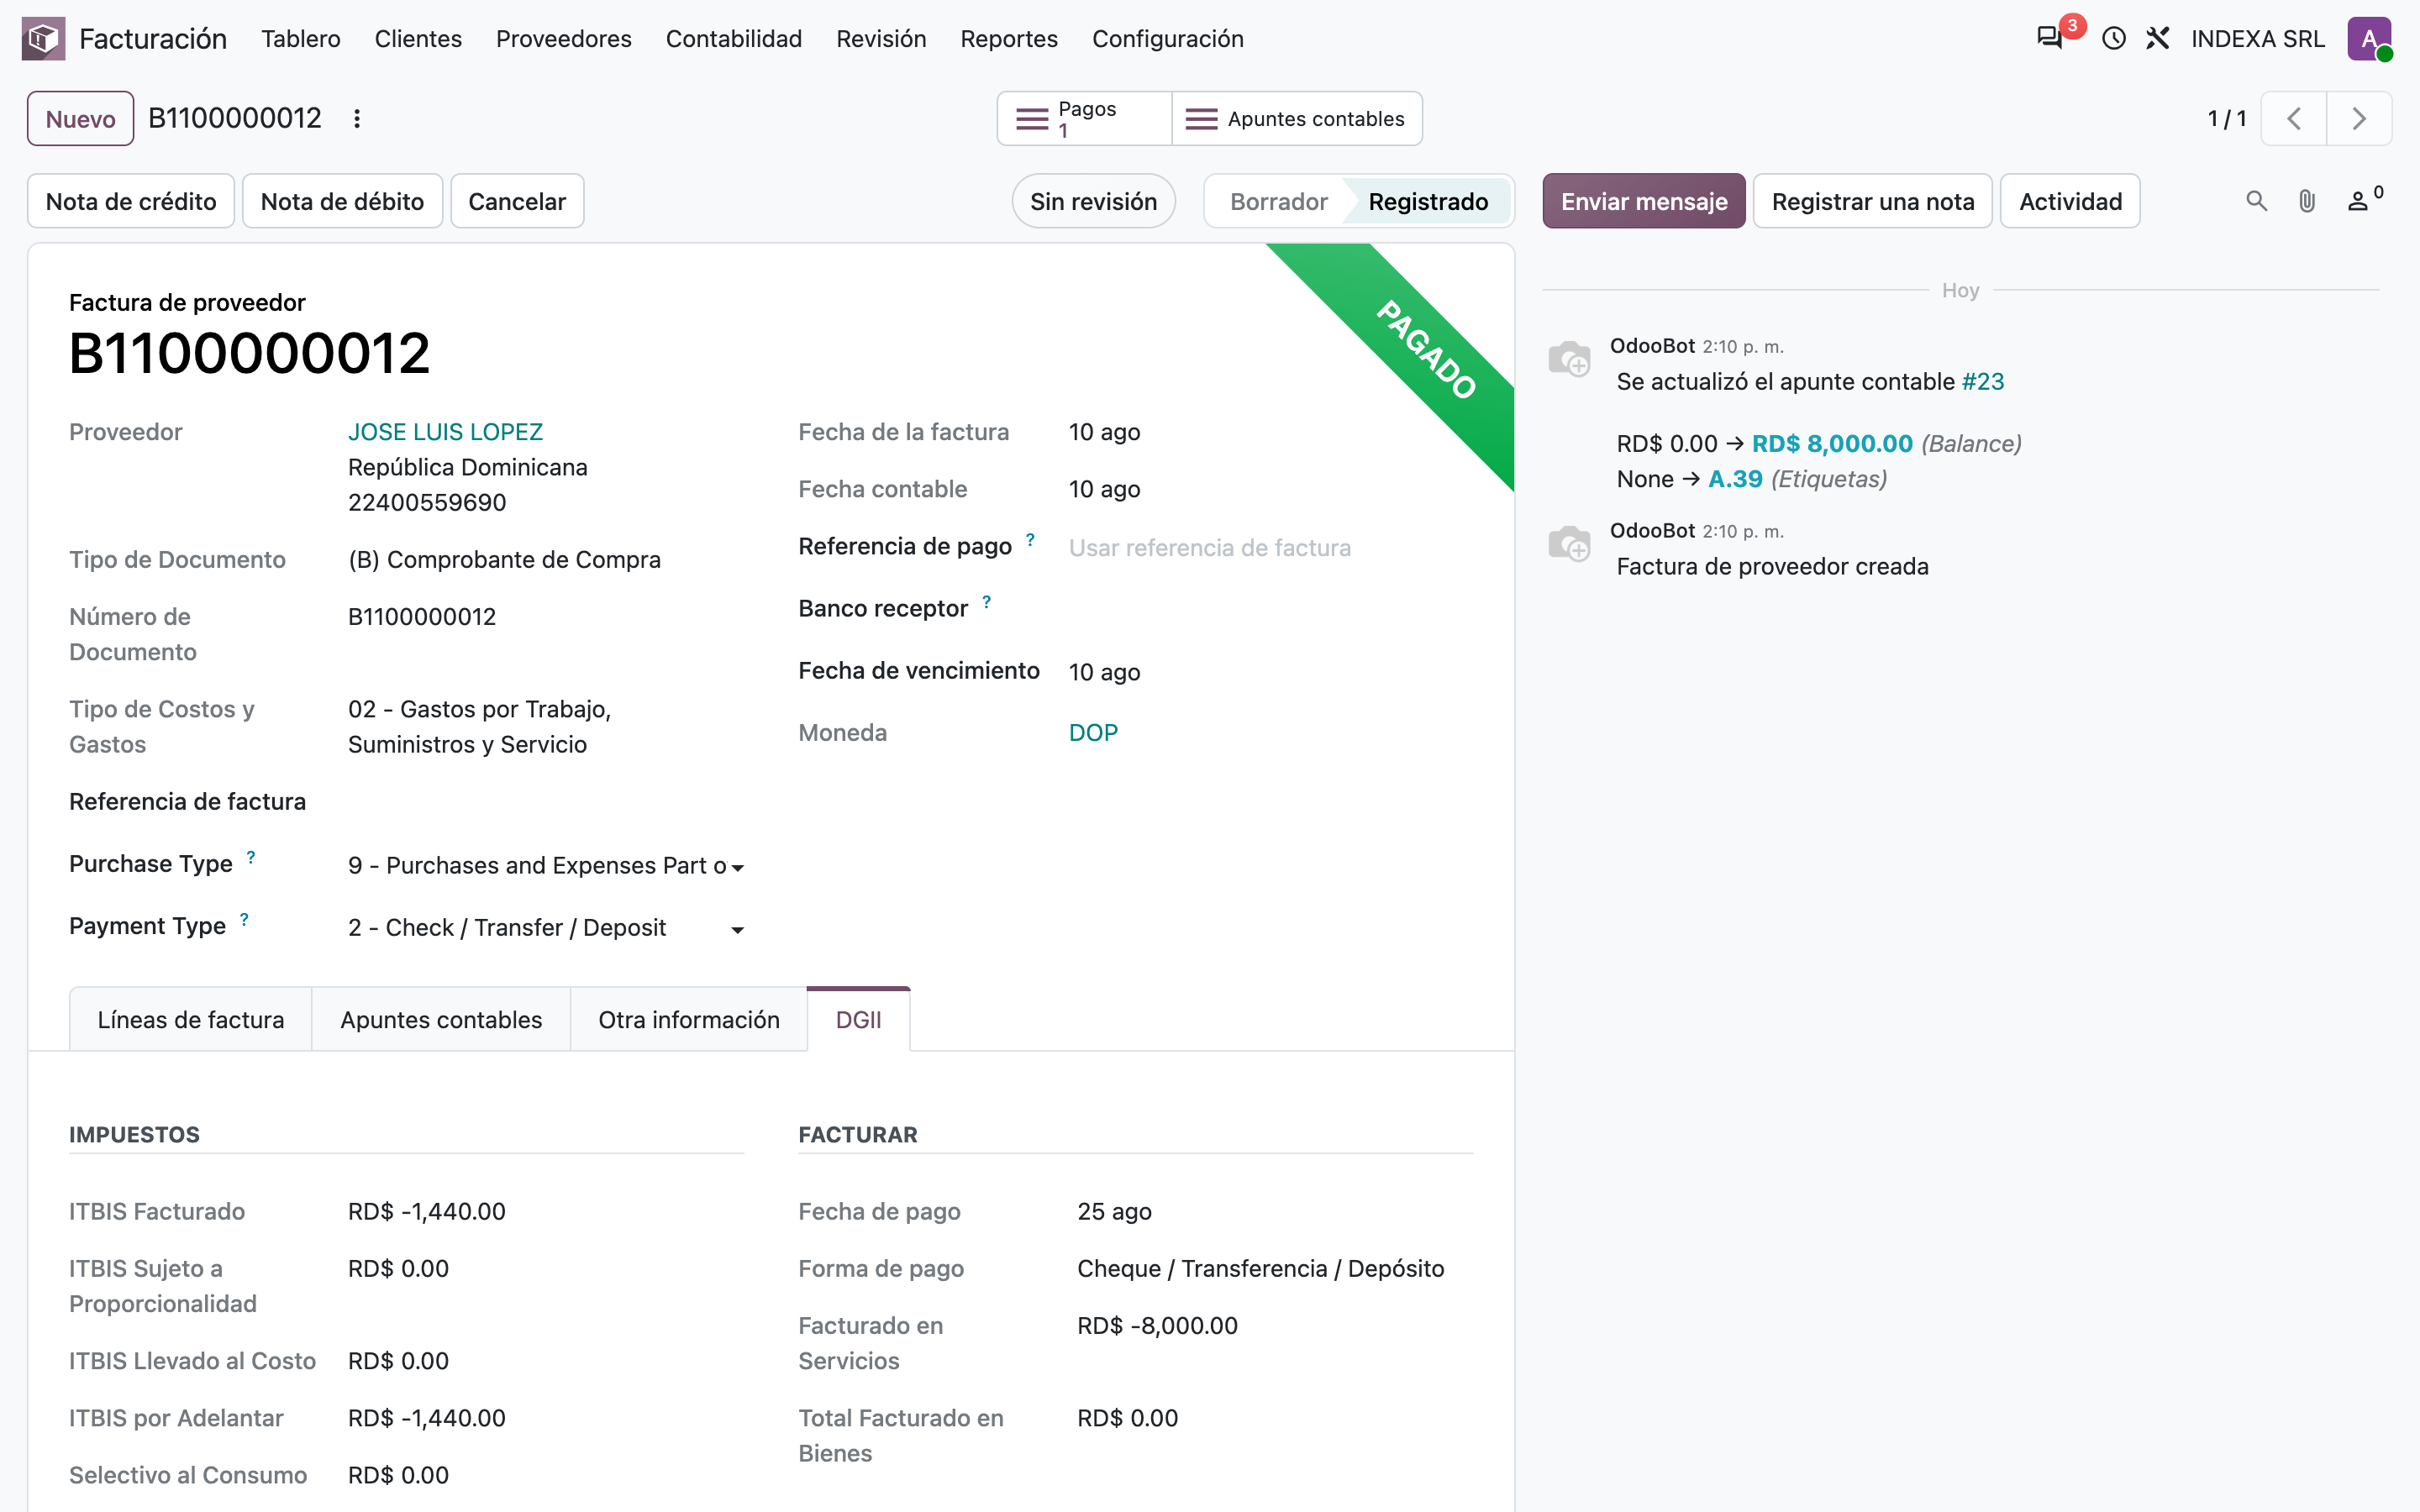 Facturación Tablero Clientes Proveedores Contabilidad Revisión Reportes Configuración 3 INDEXA SRL A
Nuevo B1100000012 Pagos 1 Apuntes contables 1 / 1
Nota de crédito Nota de débito Cancelar Sin revisión Borrador Registrado Enviar mensaje Registrar una nota Actividad 0
Factura de proveedor
B1100000012
PAGADO
Proveedor JOSE LUIS LOPEZ
República Dominicana
22400559690
Tipo de Documento (B) Comprobante de Compra
Número de
Documento
B1100000012
Tipo de Costos y
Gastos
02 - Gastos por Trabajo,
Suministros y Servicio
Referencia de factura
Purchase Type ? 9 - Purchases and Expenses Part o
Payment Type ? 2 - Check / Transfer / Deposit
Fecha de la factura 10 ago
Fecha contable 10 ago
Referencia de pago ? Usar referencia de factura
Banco receptor ?
Fecha de vencimiento 10 ago
Moneda DOP
Líneas de factura Apuntes contables Otra información DGII
IMPUESTOS
ITBIS Facturado RD$ -1,440.00
ITBIS Sujeto a
Proporcionalidad
RD$ 0.00
ITBIS Llevado al Costo RD$ 0.00
ITBIS por Adelantar RD$ -1,440.00
Selectivo al Consumo RD$ 0.00
FACTURAR
Fecha de pago 25 ago
Forma de pago Cheque / Transferencia / Depósito
Facturado en
Servicios
RD$ -8,000.00
Total Facturado en
Bienes
RD$ 0.00
Hoy
OdooBot 2:10 p. m.
Se actualizó el apunte contable #23
RD$ 0.00 → RD$ 8,000.00 (Balance)
None → A.39 (Etiquetas)
OdooBot 2:10 p. m.
Factura de proveedor creada